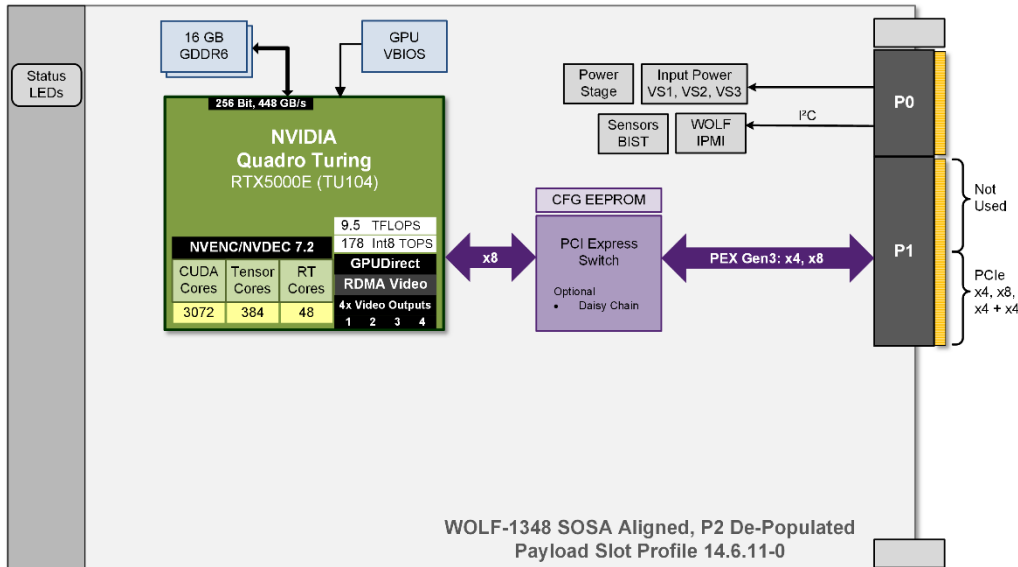 Status
LEDs
16 GB
GDDR6
GPU
VBIOS
256 Bit, 448 GB/s
NVIDIA
Quadro Turing
RTX5000E (TU104)
9.5 TFLOPS
178 Int8 TOPS
NVENC/NVDEC 7.2
GPUDirect
RDMA Video
CUDA
Cores
Tensor
Cores
RT
Cores
3072
384
48
4x Video Outputs
1 2 3 4
x8
CFG EEPROM
PCI Express
Switch
Optional
• Daisy Chain
PEX Gen3: x4, x8
Power
Stage
Input Power
VS1, VS2, VS3
Sensors
BIST
WOLF
IPMI
I²C
P0
P1
Not
Used
PCIe
x4, x8,
x4 + x4
WOLF-1348 SOSA Aligned, P2 De-Populated
Payload Slot Profile 14.6.11-0